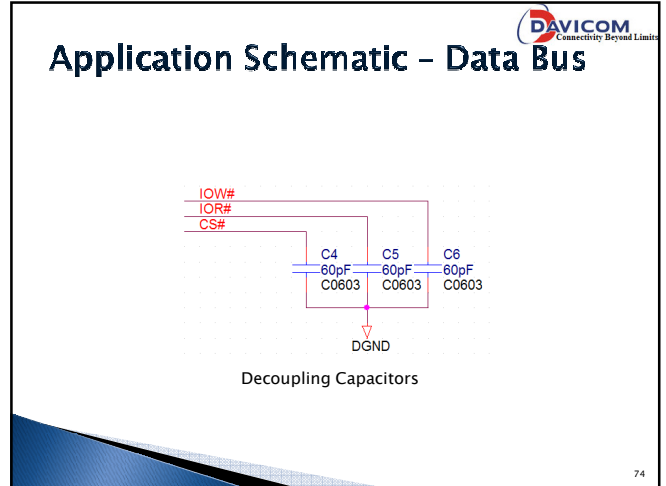 DAVICOM
Connectivity Beyond Limits
Application Schematic – Data Bus
IOW#
IOR#
CS#
C4
60pF
C0603
C5
60pF
C0603
C6
60pF
C0603
DGND
Decoupling Capacitors
74